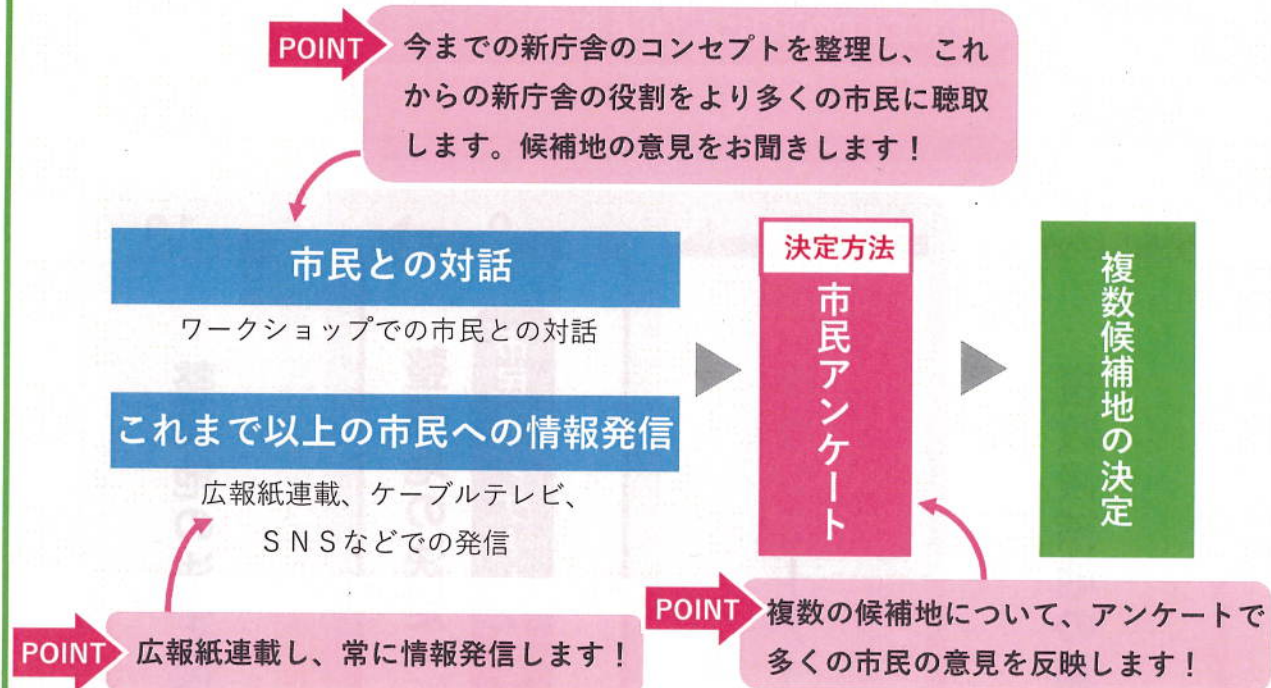 POINT
今までの新庁舎のコンセプトを整理し、これ
からの新庁舎の役割をより多くの市民に聴取
します。候補地の意見をお聞きします！
市民との対話
ワークショップでの市民との対話
これまで以上の市民への情報発信
広報紙連載、ケーブルテレビ、
ＳＮＳなどでの発信
決定方法
市民アンケート
複数候補地の決定
POINT
広報紙連載し、常に情報発信します！
POINT
複数の候補地について、アンケートで
多くの市民の意見を反映します！